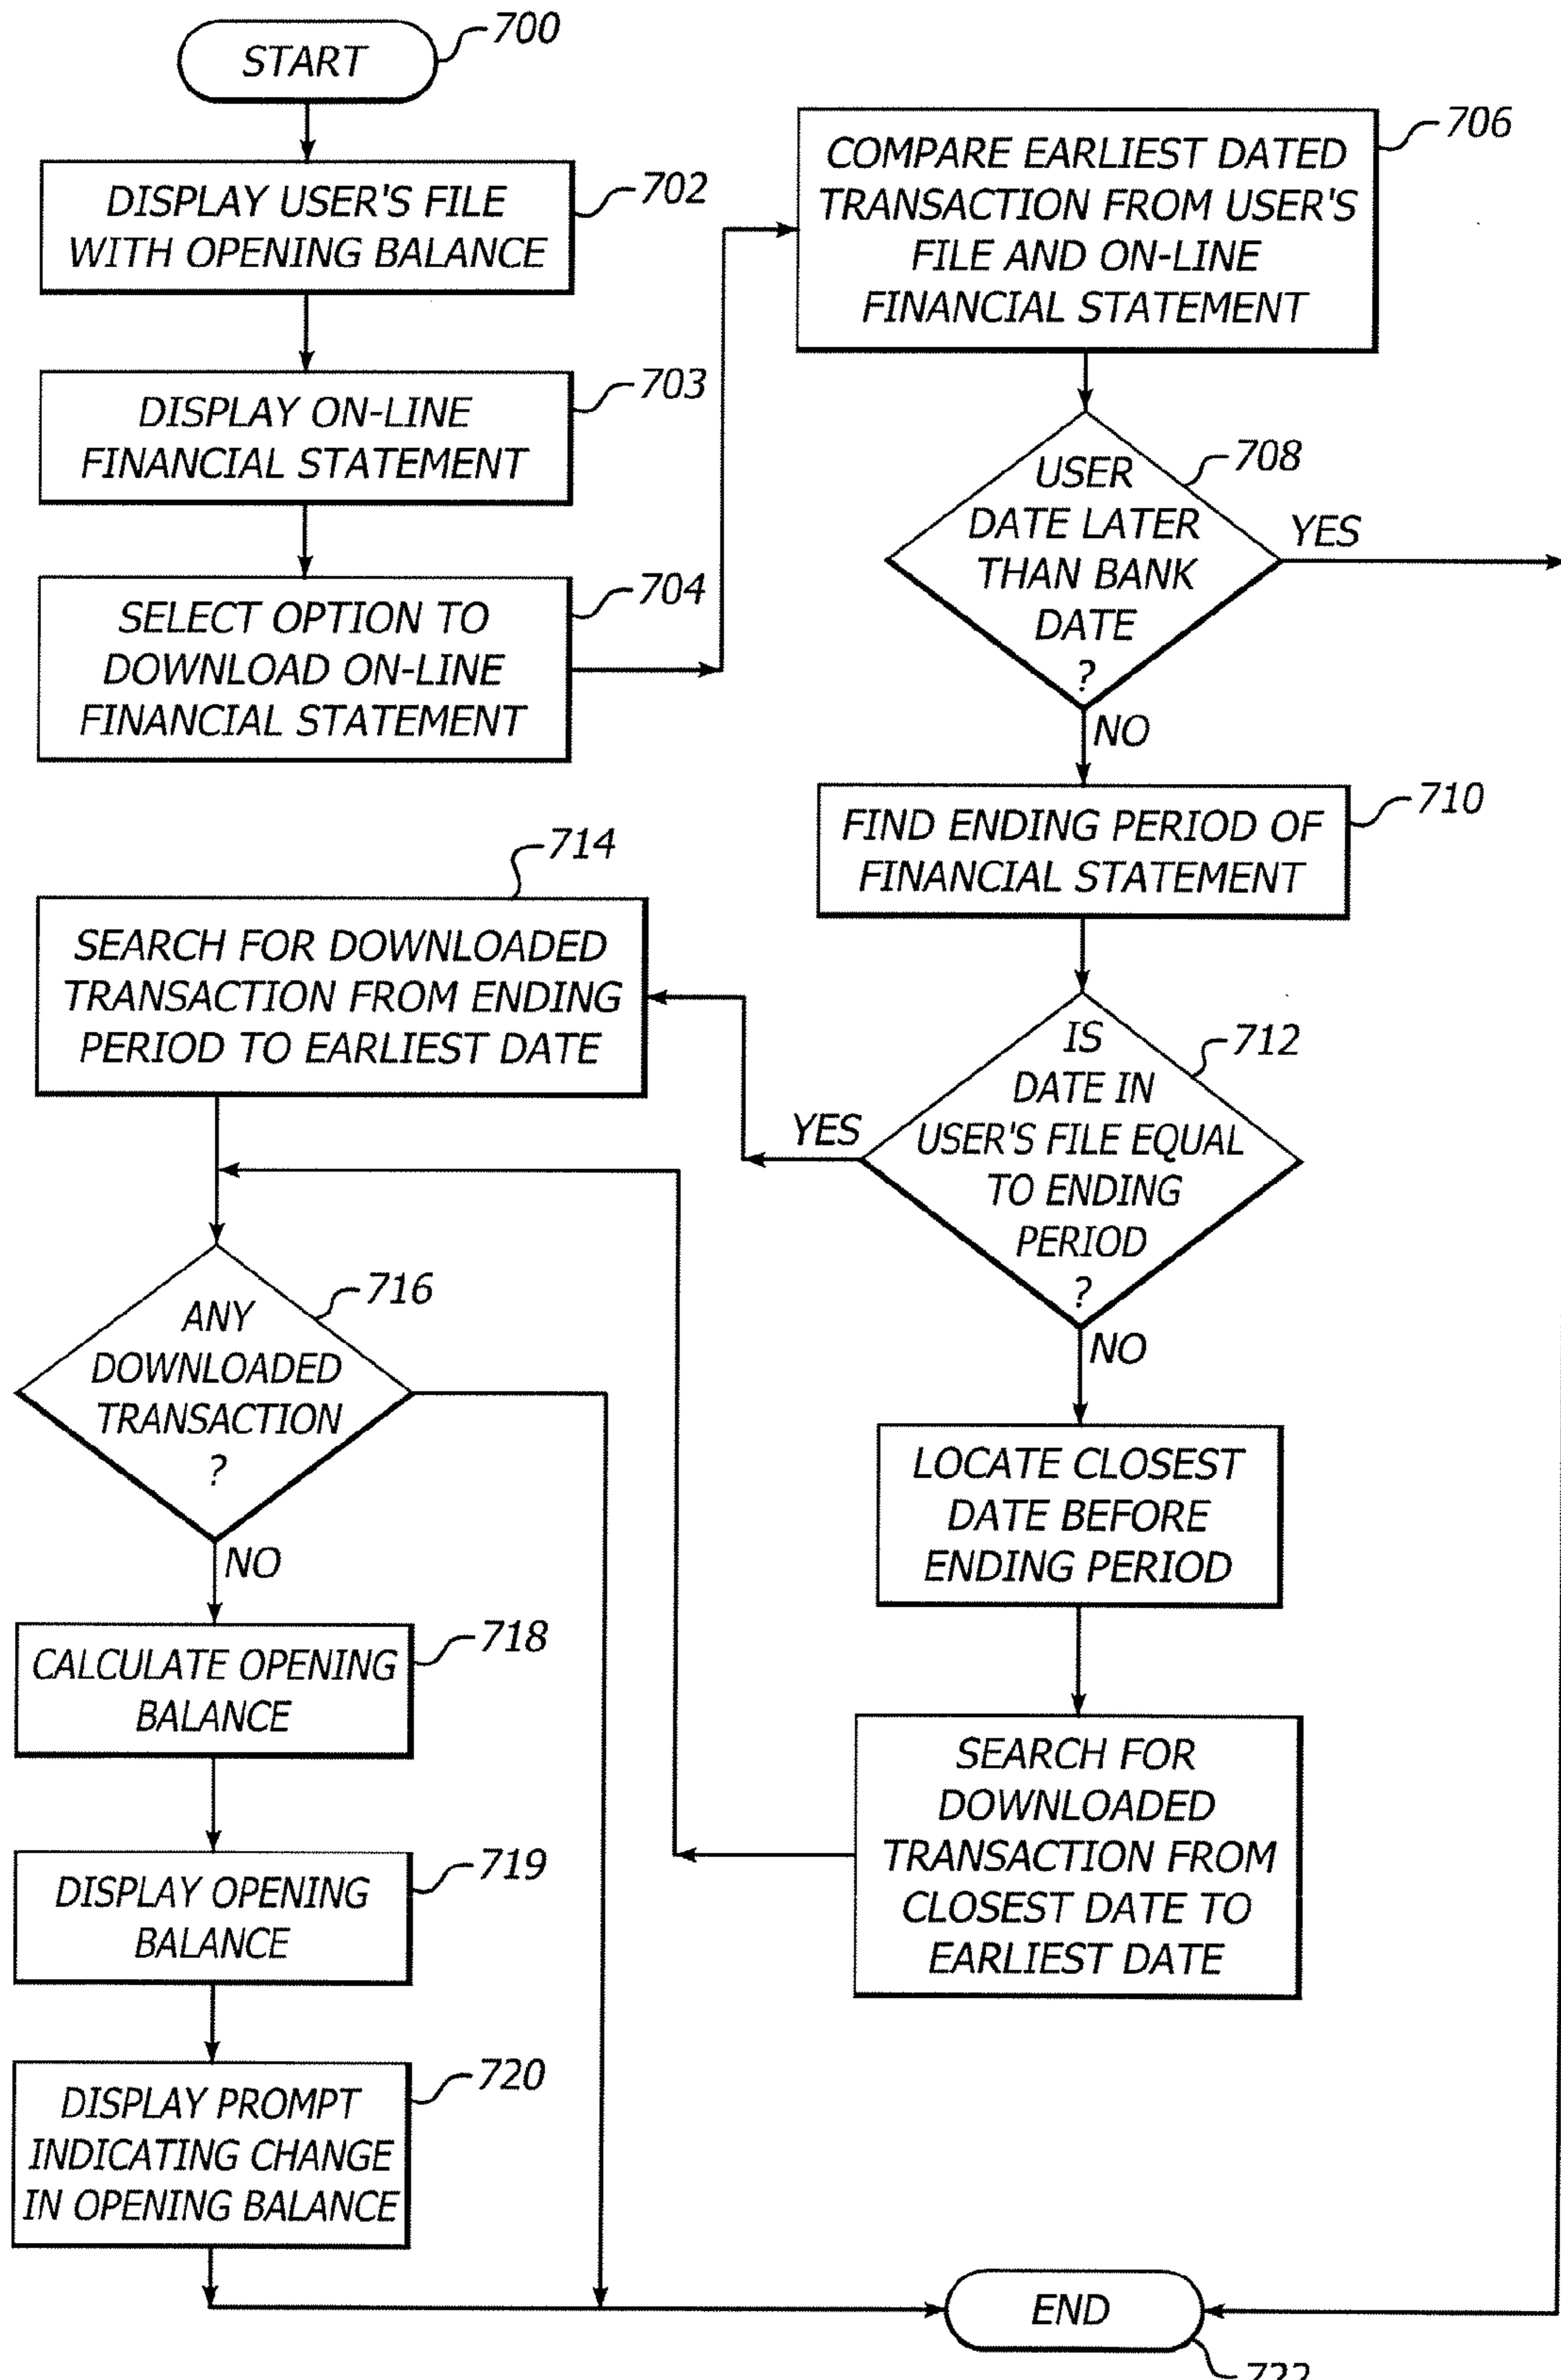 START
700
DISPLAY USER'S FILE
WITH OPENING BALANCE
702
DISPLAY ON-LINE
FINANCIAL STATEMENT
703
SELECT OPTION TO
DOWNLOAD ON-LINE
FINANCIAL STATEMENT
704
COMPARE EARLIEST DATED
TRANSACTION FROM USER'S
FILE AND ON-LINE
FINANCIAL STATEMENT
706
USER
DATE LATER
THAN BANK
DATE
?
708
YES
NO
FIND ENDING PERIOD OF
FINANCIAL STATEMENT
710
IS
DATE IN
USER'S FILE EQUAL
TO ENDING
PERIOD
?
712
YES
NO
SEARCH FOR DOWNLOADED
TRANSACTION FROM ENDING
PERIOD TO EARLIEST DATE
714
LOCATE CLOSEST
DATE BEFORE
ENDING PERIOD
SEARCH FOR
DOWNLOADED
TRANSACTION FROM
CLOSEST DATE TO
EARLIEST DATE
ANY
DOWNLOADED
TRANSACTION
?
716
NO
CALCULATE OPENING
BALANCE
718
DISPLAY OPENING
BALANCE
719
DISPLAY PROMPT
INDICATING CHANGE
IN OPENING BALANCE
720
END
722